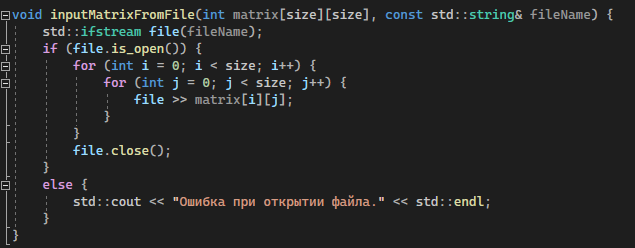 void inputMatrixFromFile(int matrix[size][size], const std::string& fileName) {
    std::ifstream file(fileName);
    if (file.is_open()) {
        for (int i = 0; i < size; i++) {
            for (int j = 0; j < size; j++) {
                file >> matrix[i][j];
            }
        }
        file.close();
    }
    else {
        std::cout << "Ошибка при открытии файла." << std::endl;
    }
}